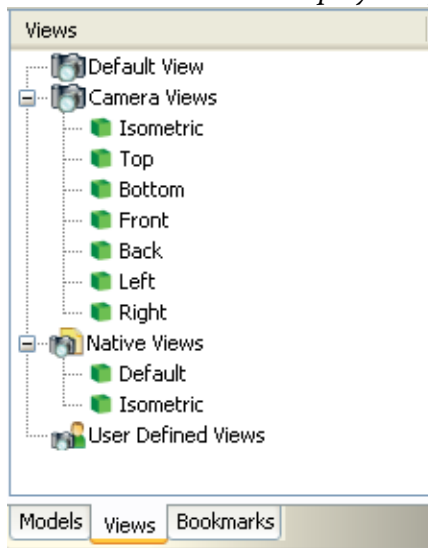 Views
Default View
Camera Views
Isometric
Top
Bottom
Front
Back
Left
Right
Native Views
Default
Isometric
User Defined Views
Models Views Bookmarks